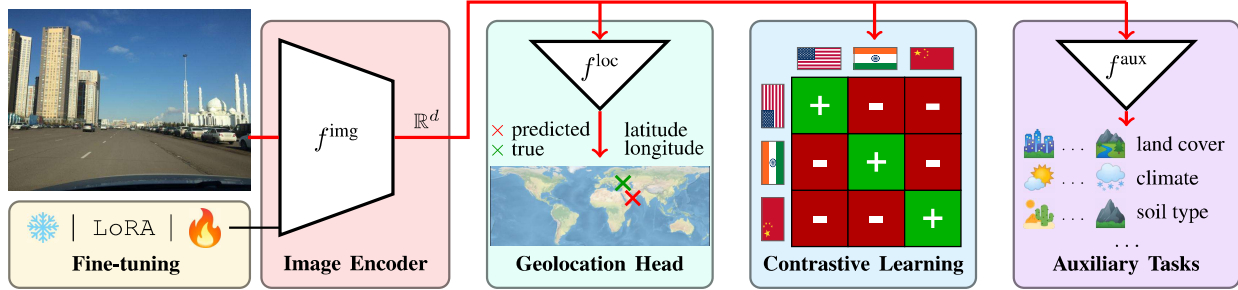 ❄ | LoRA | 🔥
Fine-tuning
f^img
ℝ^d
Image Encoder
f^loc
× predicted
× true
latitude
longitude
Geolocation Head
+ - -
- + -
- - +
Contrastive Learning
f^aux
... land cover
... climate
... soil type
...
Auxiliary Tasks